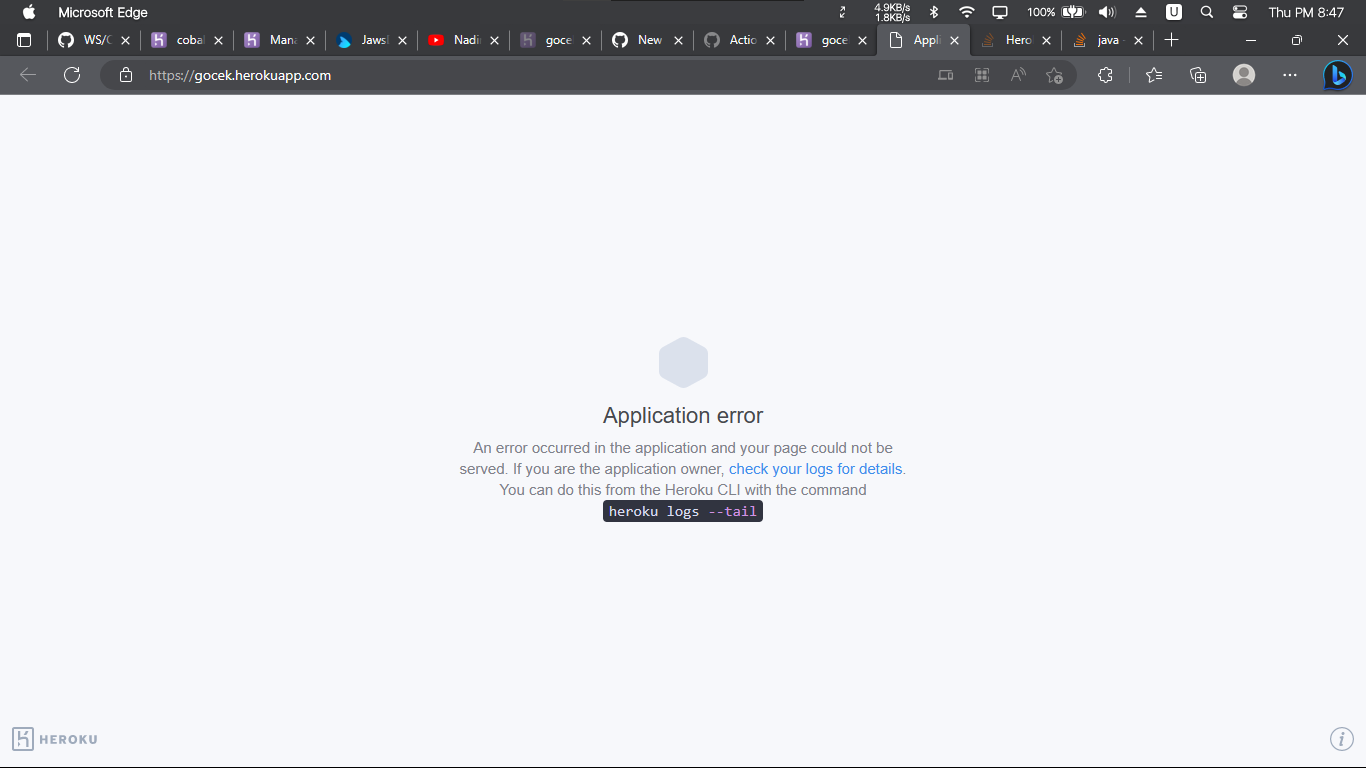 Microsoft Edge
4.9KB/s
1.8KB/s
100%
U
Thu PM 8:47
WS/
cobal
Mana
Jaws
Nadi
goce
New
Actio
goce
Appli
Hero
java
https://gocek.herokuapp.com
Application error
An error occurred in the application and your page could not be
served. If you are the application owner, check your logs for details.
You can do this from the Heroku CLI with the command
heroku logs --tail
HEROKU